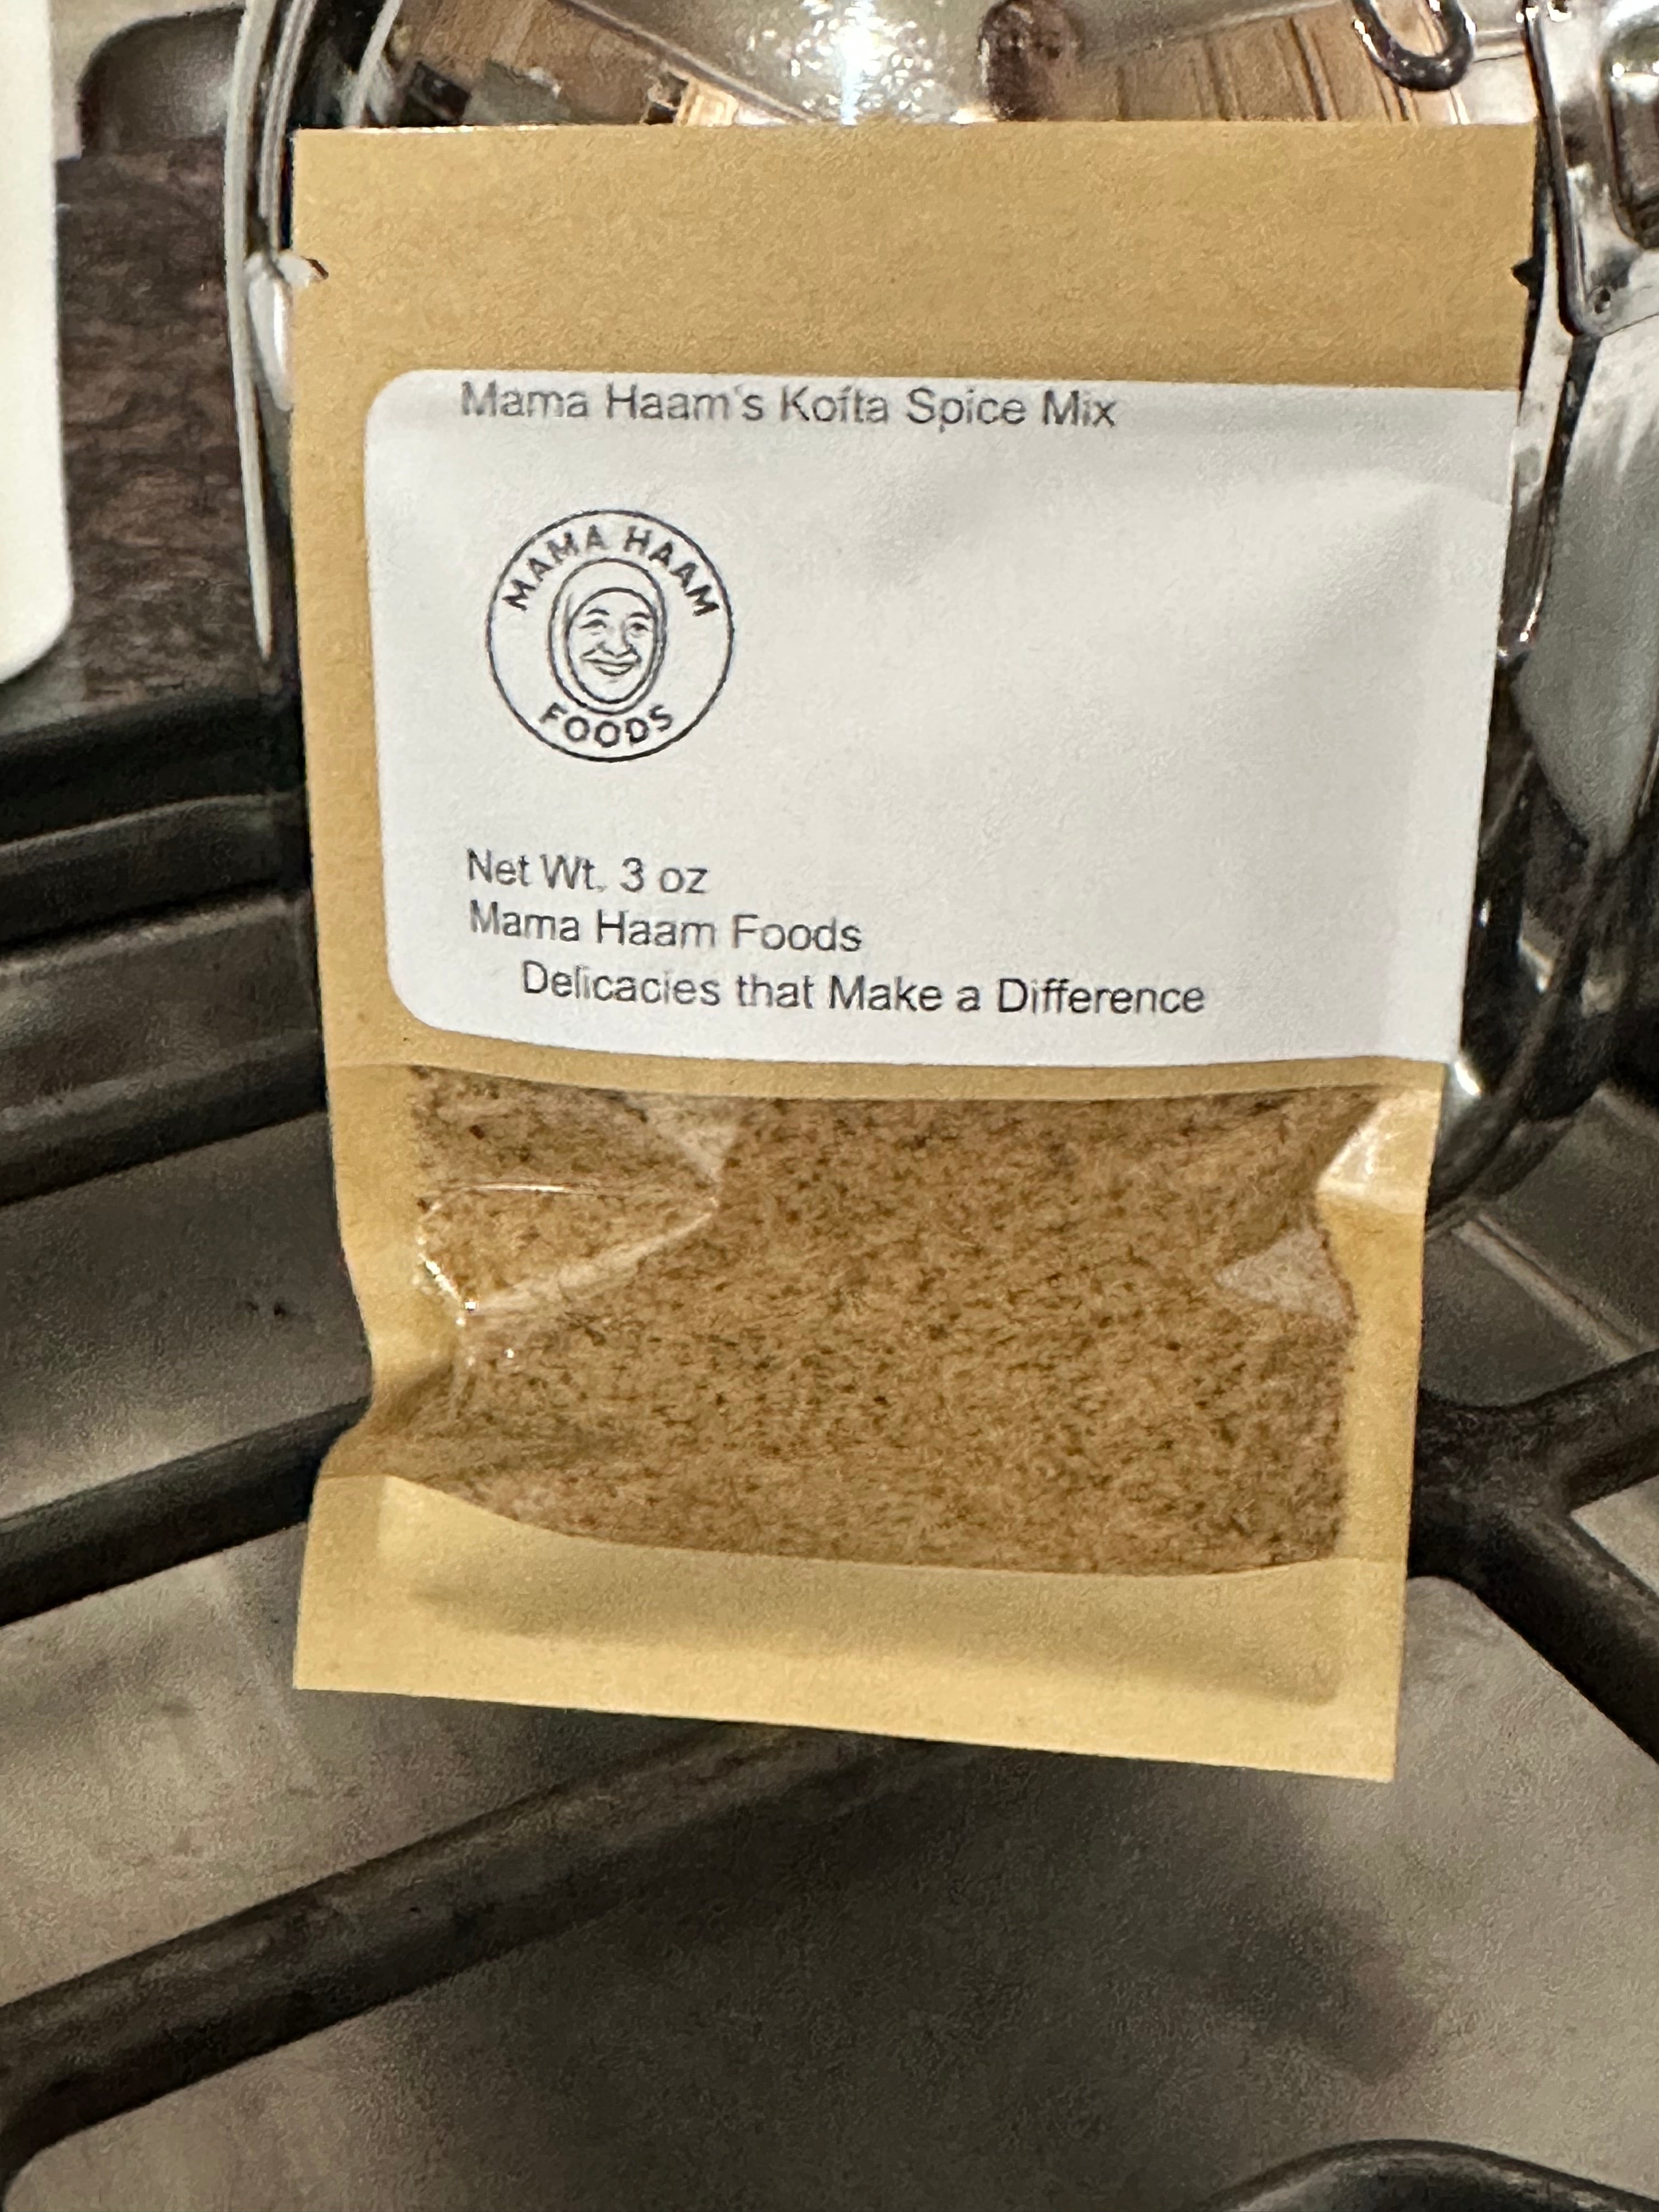 Mama Haam's Kofta Spice Mix
MAMA HAAM
FOODS
Net Wt. 3 oz
Mama Haam Foods
Delicacies that Make a Difference